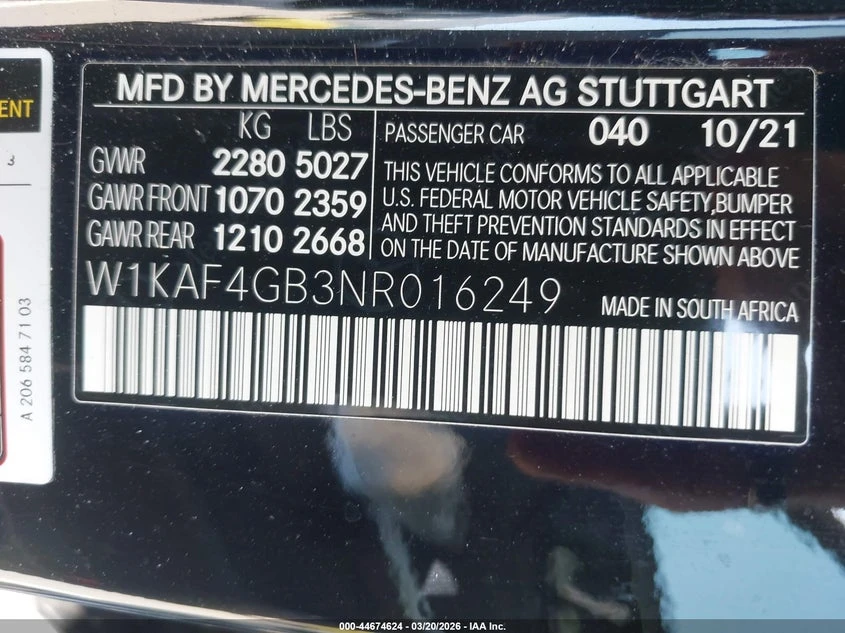 ENT
3
A 206 584 71 03
MFD BY MERCEDES-BENZ AG STUTTGART
KG LBS
GVWR 2280 5027
GAWR FRONT 1070 2359
GAWR REAR 1210 2668
PASSENGER CAR 040 10/21
THIS VEHICLE CONFORMS TO ALL APPLICABLE
U.S. FEDERAL MOTOR VEHICLE SAFETY,BUMPER
AND THEFT PREVENTION STANDARDS IN EFFECT
ON THE DATE OF MANUFACTURE SHOWN ABOVE
W1KAF4GB3NR016249
MADE IN SOUTH AFRICA
000-44674624 - 03/20/2026 - IAA Inc.